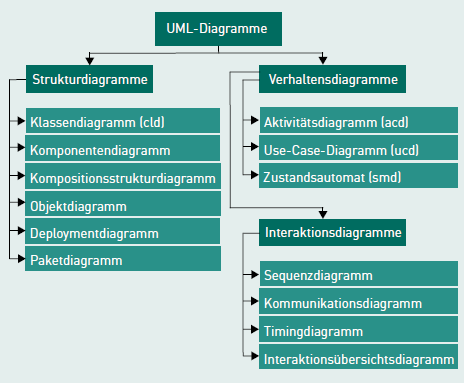 UML-Diagramme
Strukturdiagramme
Klassendiagramm (cld)
Komponentendiagramm
Kompositionsstrukturdiagramm
Objektdiagramm
Deploymentdiagramm
Paketdiagramm
Verhaltensdiagramme
Aktivitätsdiagramm (acd)
Use-Case-Diagramm (ucd)
Zustandsautomat (smd)
Interaktionsdiagramme
Sequenzdiagramm
Kommunikationsdiagramm
Timingdiagramm
Interaktionsübersichtsdiagramm